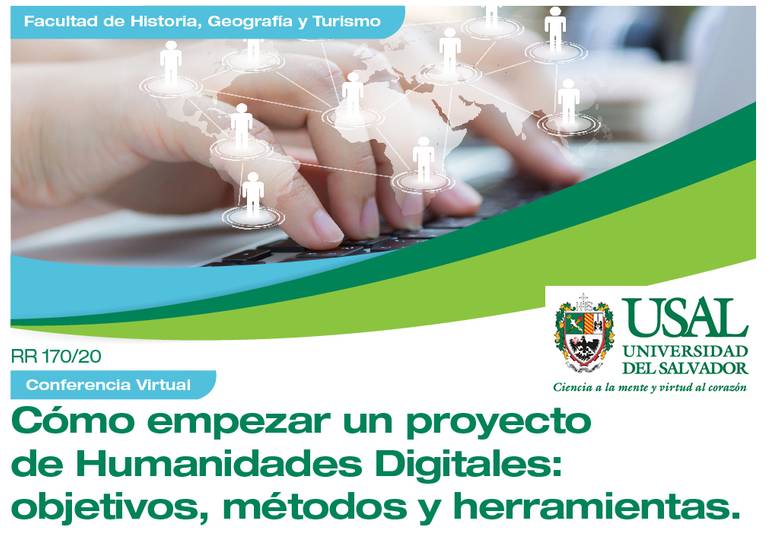 Facultad de Historia, Geografía y Turismo
RR 170/20
USAL
UNIVERSIDAD
DEL SALVADOR
Ciencia a la mente y virtud al corazón
Conferencia Virtual
Cómo empezar un proyecto
de Humanidades Digitales:
objetivos, métodos y herramientas.